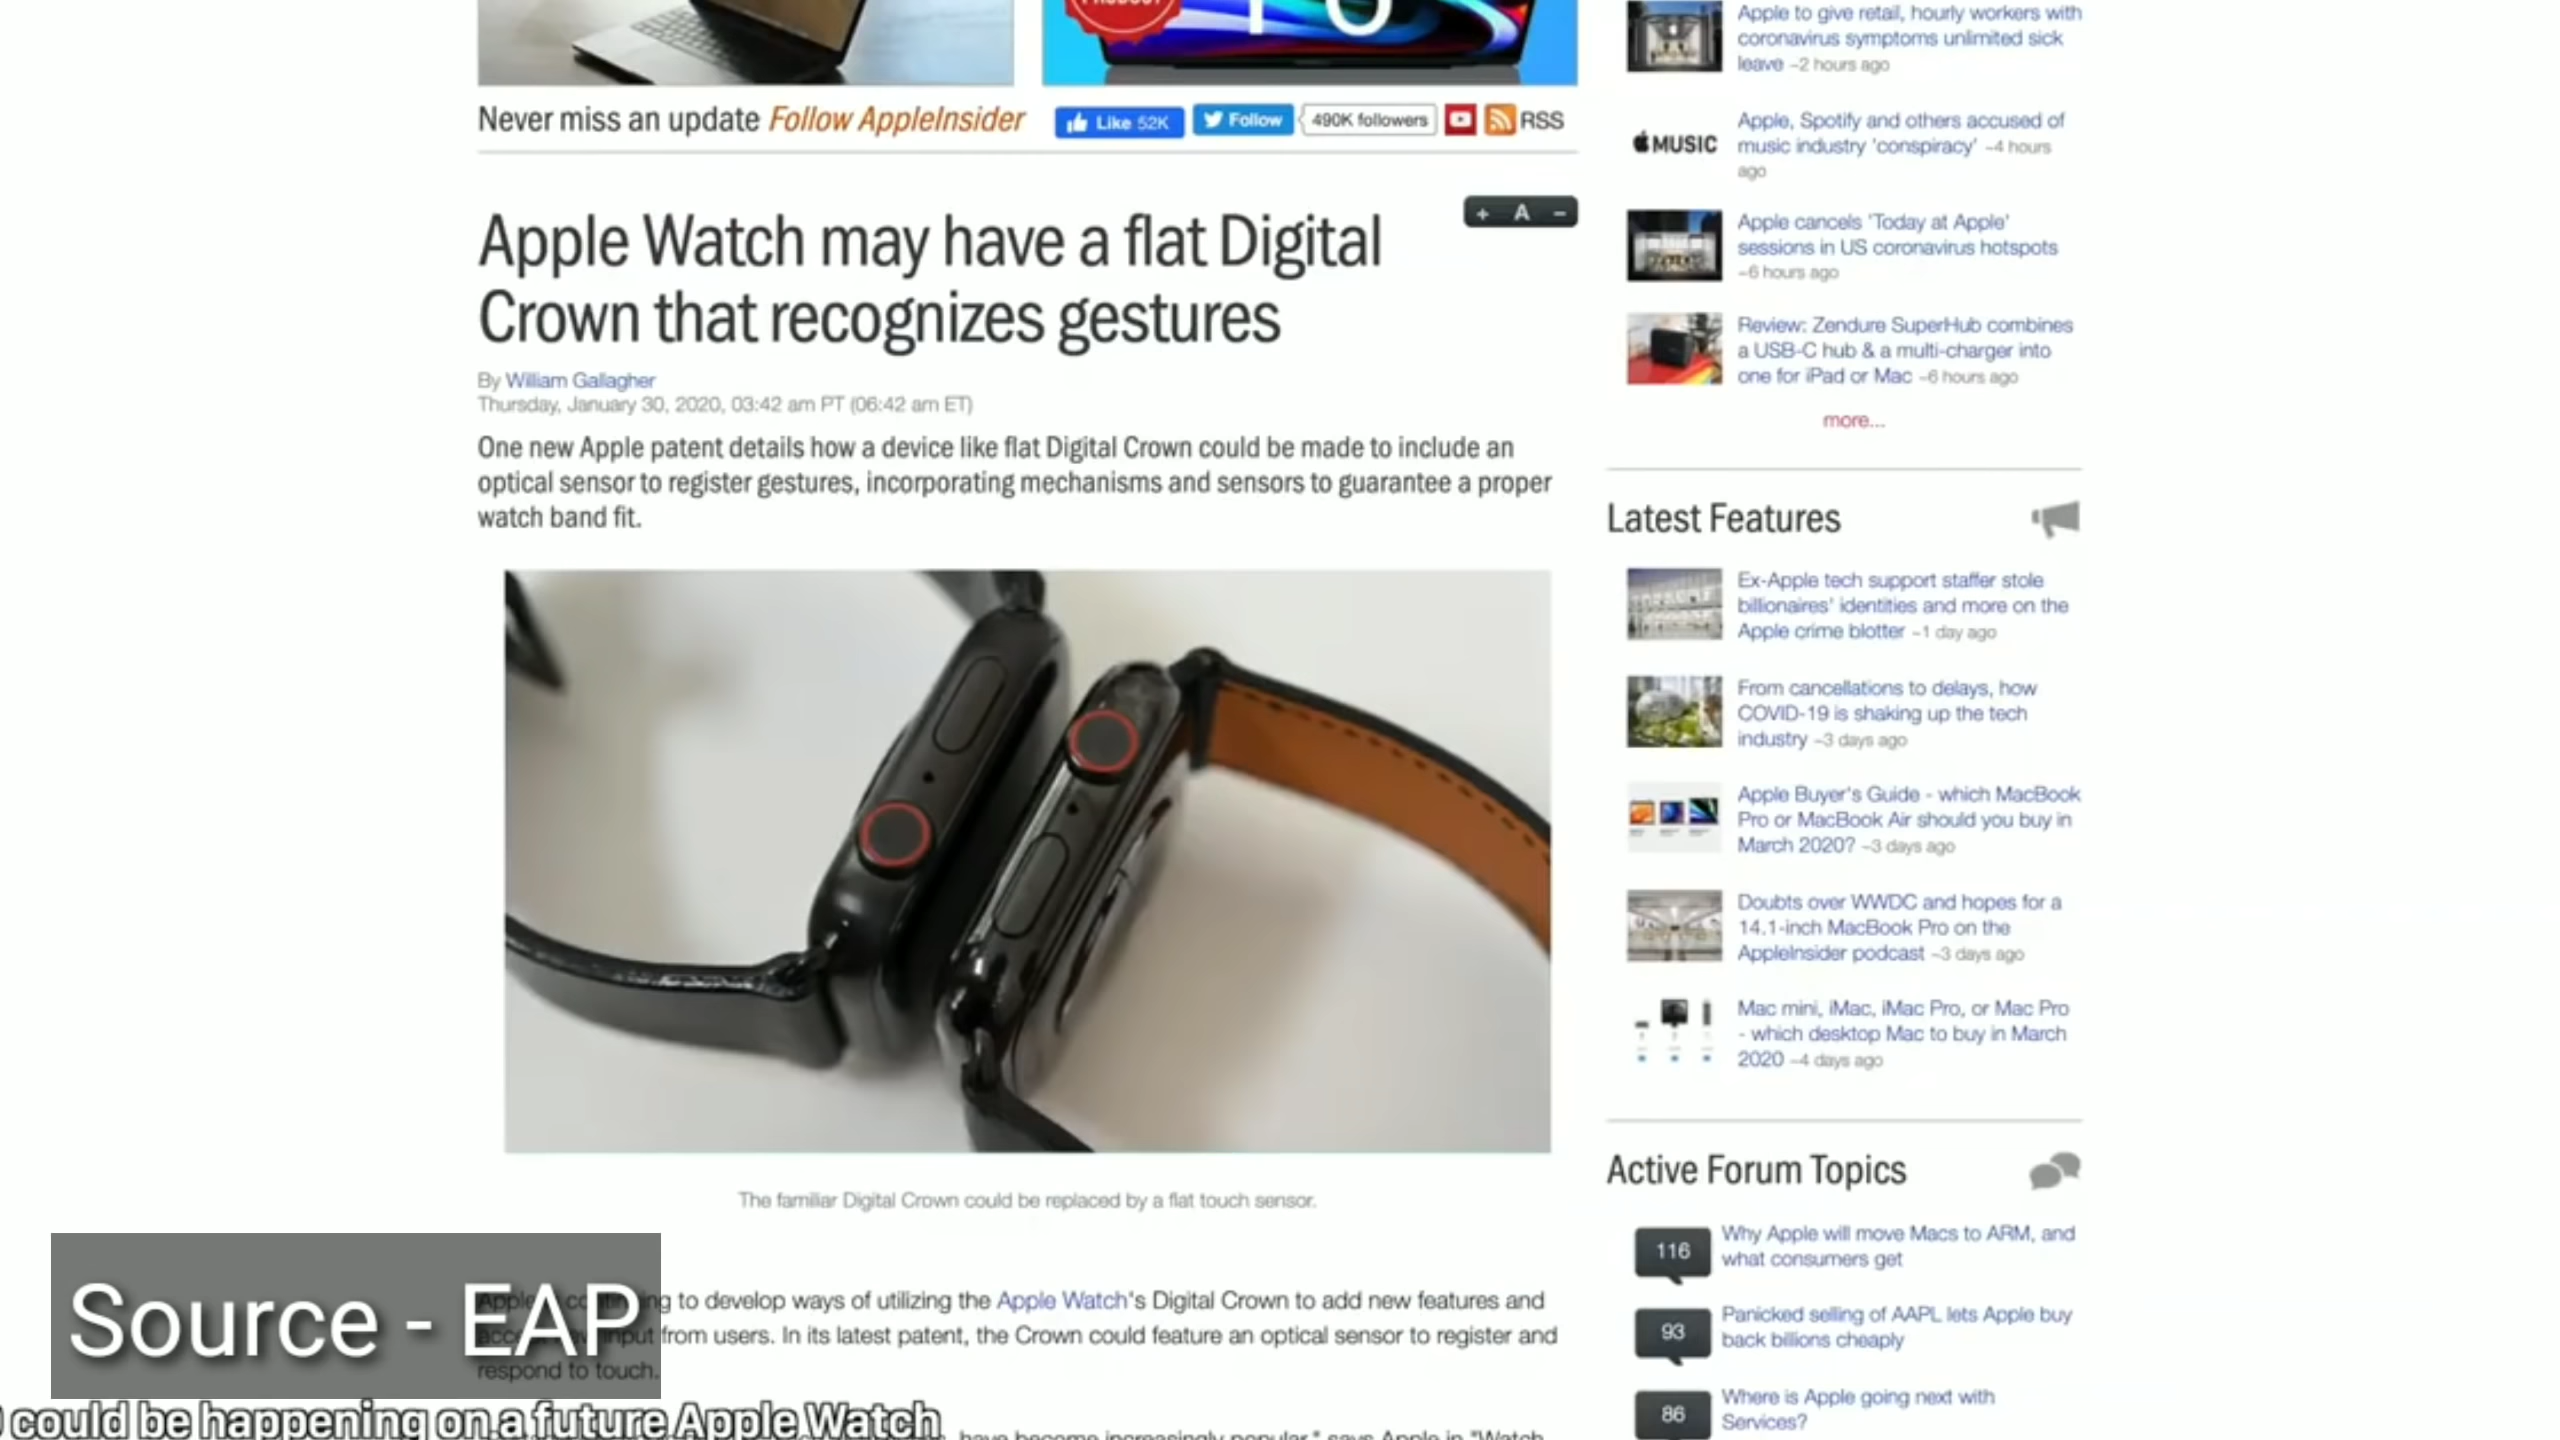 PRODUCT
Never miss an update Follow AppleInsider
Like 52K
Follow
490K followers
RSS
+ A −
Apple Watch may have a flat Digital
Crown that recognizes gestures
By William Gallagher
Thursday, January 30, 2020, 03:42 am PT (06:42 am ET)
One new Apple patent details how a device like flat Digital Crown could be made to include an
optical sensor to register gestures, incorporating mechanisms and sensors to guarantee a proper
watch band fit.
The familiar Digital Crown could be replaced by a flat touch sensor.
to develop ways of utilizing the Apple Watch's Digital Crown to add new features and
input from users. In its latest patent, the Crown could feature an optical sensor to register and
respond to touch.
have become increasingly popular," says Apple in "Watch
Source - EAP
could be happening on a future Apple Watch
Apple to give retail, hourly workers with
coronavirus symptoms unlimited sick
leave ~2 hours ago
MUSIC
Apple, Spotify and others accused of
music industry 'conspiracy' ~4 hours
ago
Apple cancels 'Today at Apple'
sessions in US coronavirus hotspots
~6 hours ago
Review: Zendure SuperHub combines
a USB-C hub & a multi-charger into
one for iPad or Mac ~6 hours ago
more...
Latest Features
Ex-Apple tech support staffer stole
billionaires' identities and more on the
Apple crime blotter ~1 day ago
From cancellations to delays, how
COVID-19 is shaking up the tech
industry ~3 days ago
Apple Buyer's Guide - which MacBook
Pro or MacBook Air should you buy in
March 2020? ~3 days ago
Doubts over WWDC and hopes for a
14.1-inch MacBook Pro on the
AppleInsider podcast ~3 days ago
Mac mini, iMac, iMac Pro, or Mac Pro
- which desktop Mac to buy in March
2020 ~4 days ago
Active Forum Topics
116
Why Apple will move Macs to ARM, and
what consumers get
93
Panicked selling of AAPL lets Apple buy
back billions cheaply
86
Where is Apple going next with
Services?